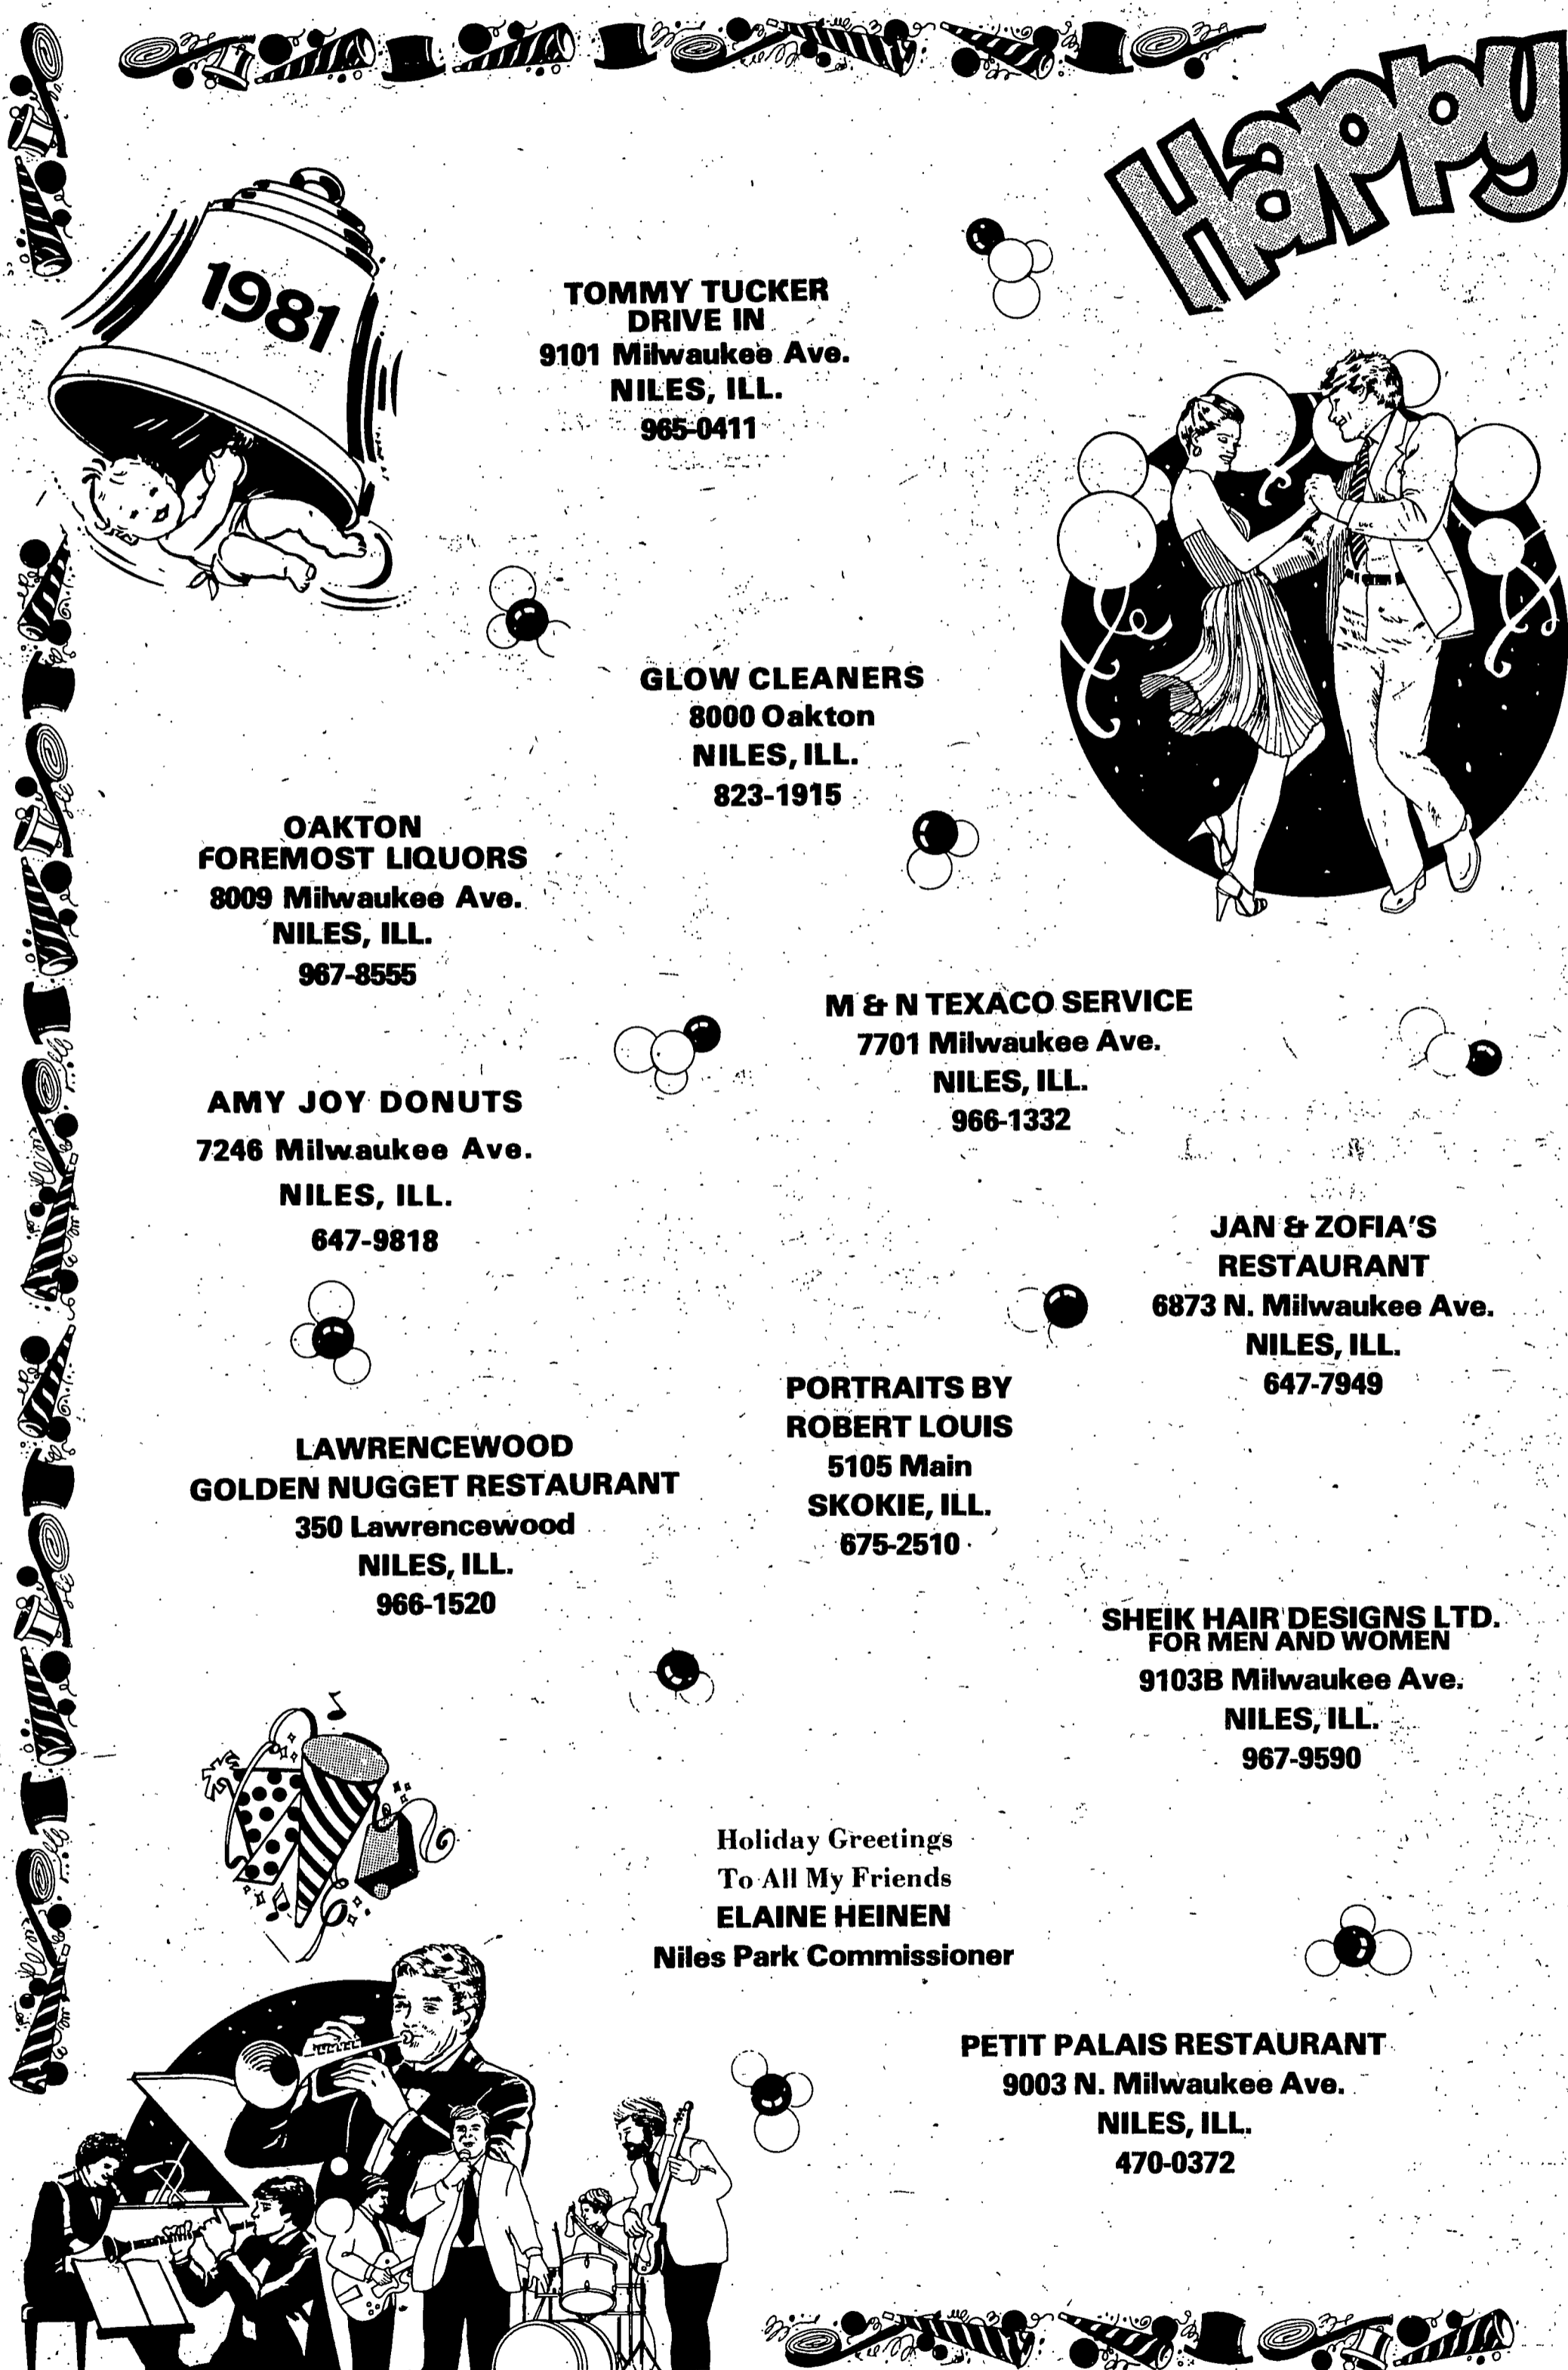 Happy
1981
TOMMY TUCKER
DRIVE IN
9101 Milwaukee Ave.
NILES, ILL.
965-0411
GLOW CLEANERS
8000 Oakton
NILES, ILL.
823-1915
OAKTON
FOREMOST LIQUORS
8009 Milwaukee Ave.
NILES, ILL.
967-8555
M & N TEXACO SERVICE
7701 Milwaukee Ave.
NILES, ILL.
966-1332
AMY JOY DONUTS
7246 Milwaukee Ave.
NILES, ILL.
647-9818
JAN & ZOFIA'S
RESTAURANT
6873 N. Milwaukee Ave.
NILES, ILL.
647-7949
PORTRAITS BY
ROBERT LOUIS
5105 Main
SKOKIE, ILL.
675-2510
LAWRENCEWOOD
GOLDEN NUGGET RESTAURANT
350 Lawrencewood
NILES, ILL.
966-1520
SHEIK HAIR DESIGNS LTD.
FOR MEN AND WOMEN
9103B Milwaukee Ave.
NILES, ILL.
967-9590
Holiday Greetings
To All My Friends
ELAINE HEINEN
Niles Park Commissioner
PETIT PALAIS RESTAURANT
9003 N. Milwaukee Ave.
NILES, ILL.
470-0372